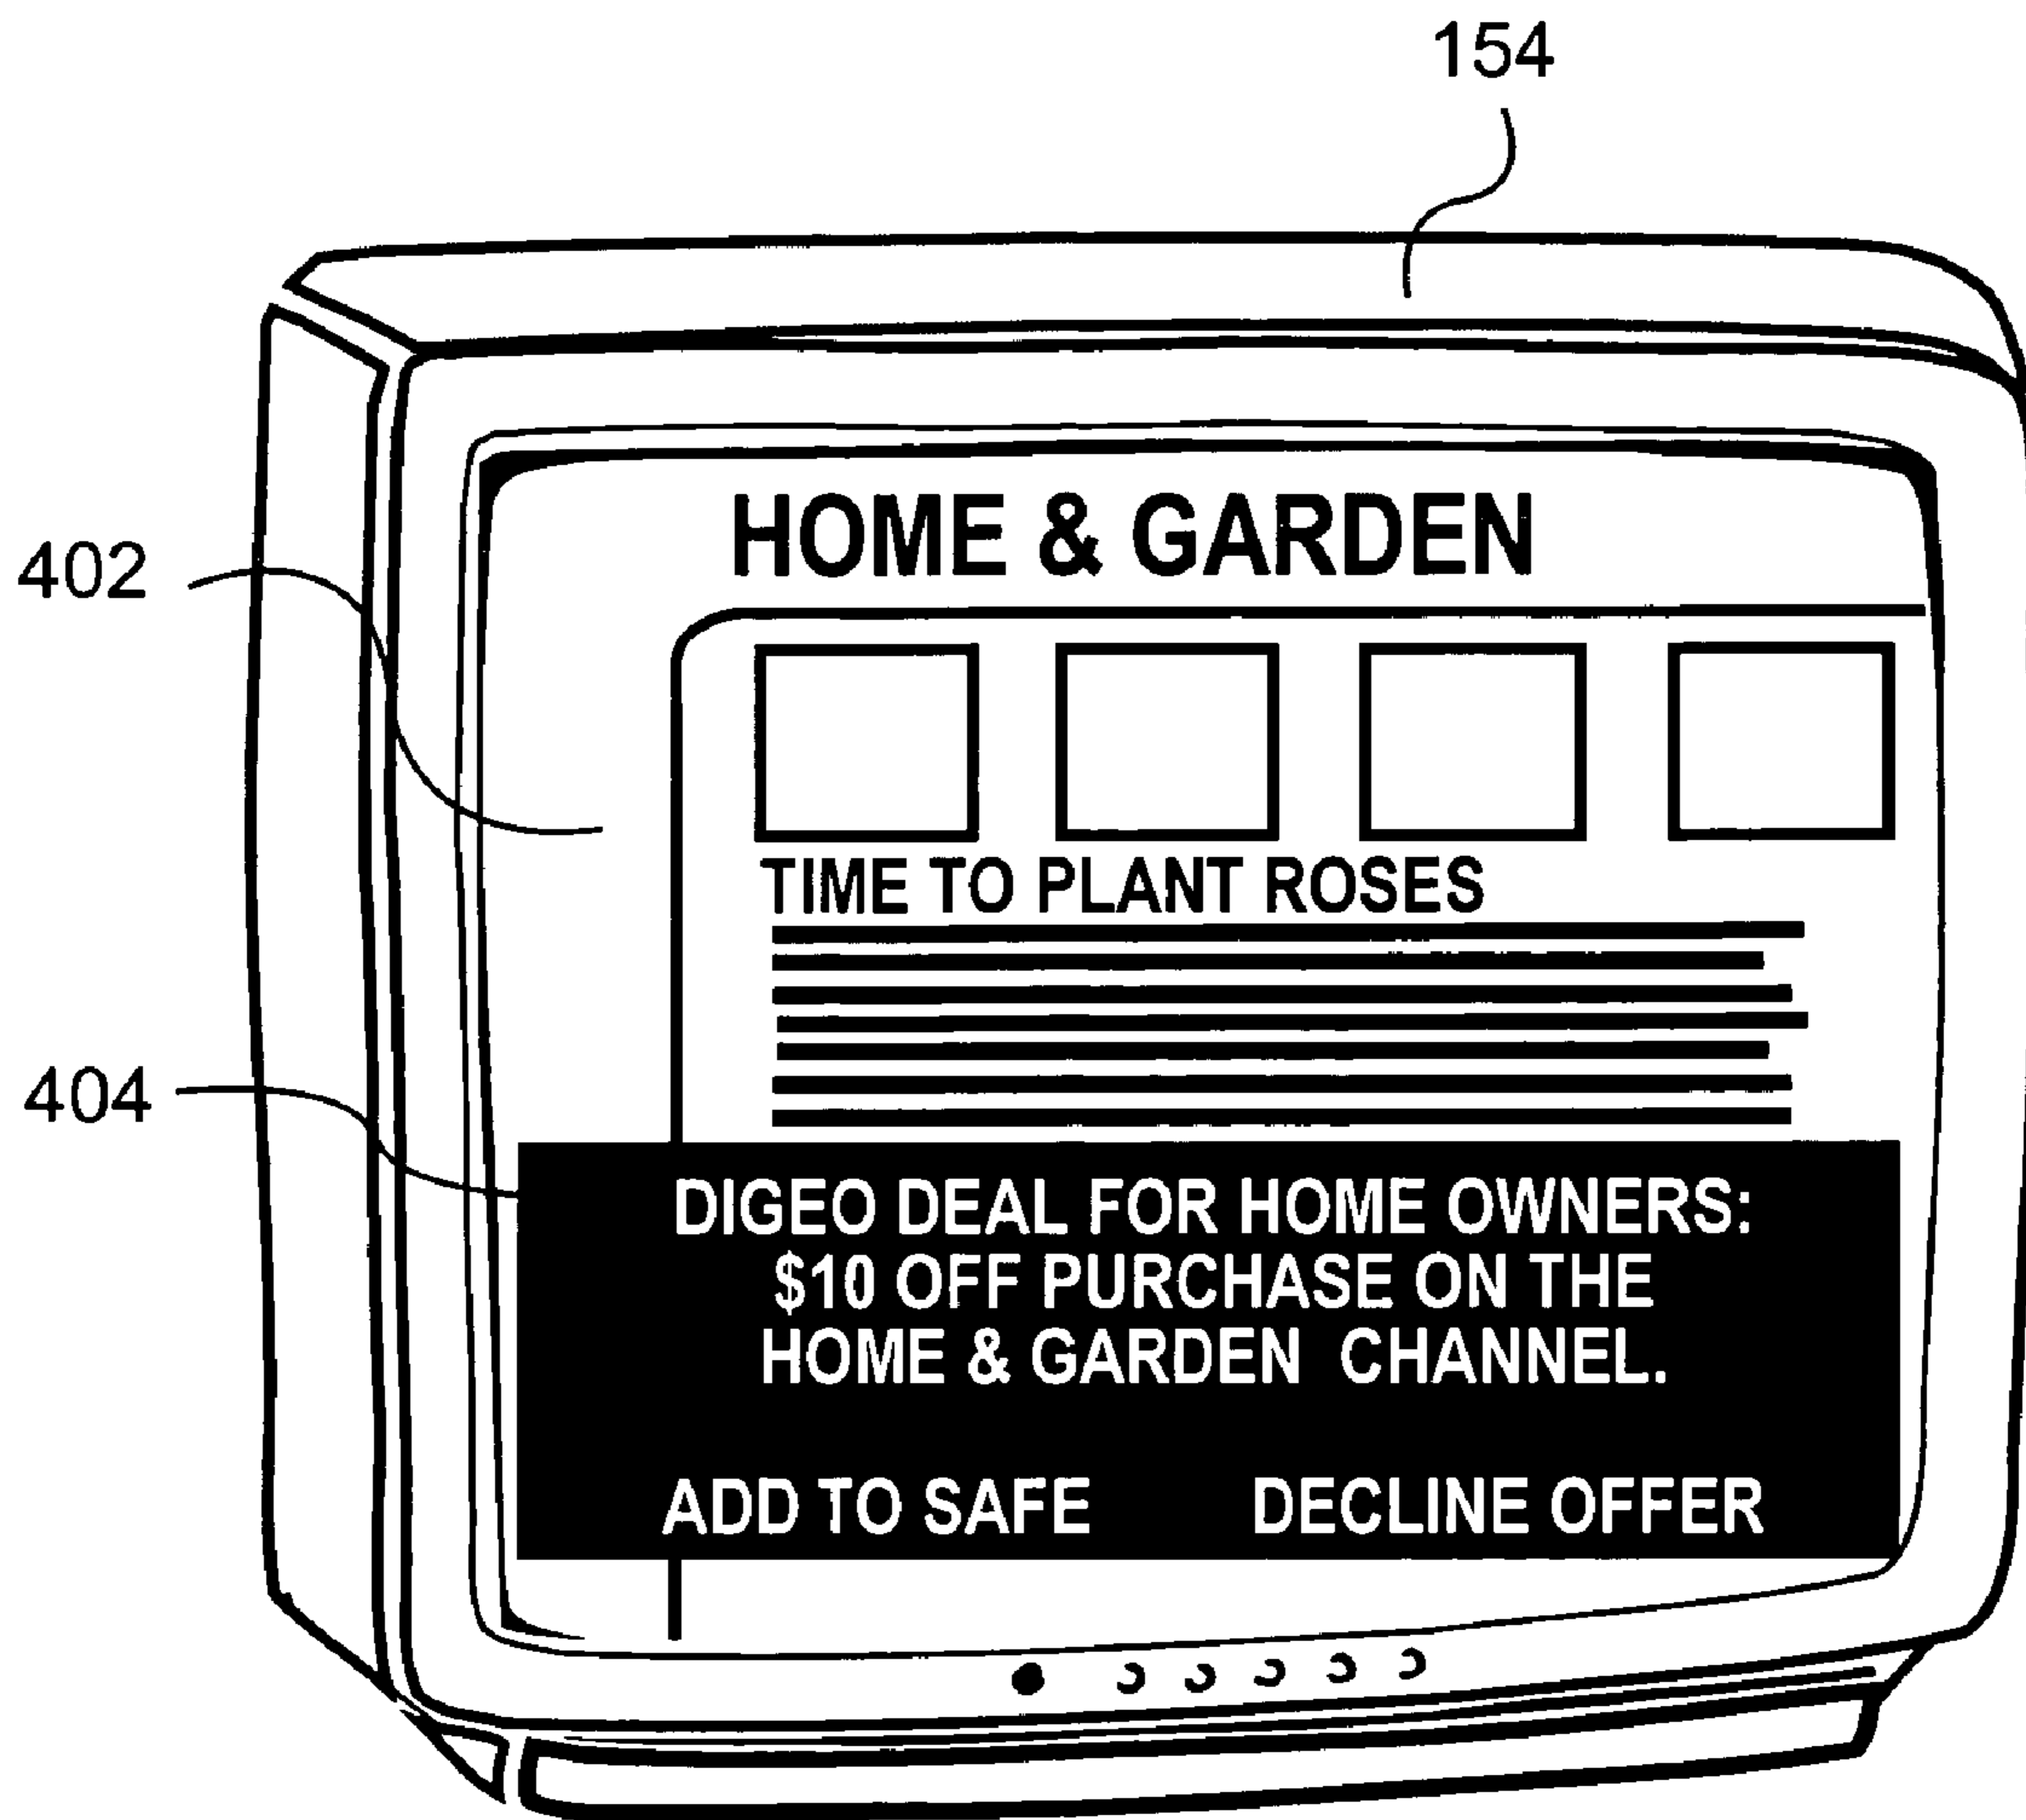 154
HOME & GARDEN
402
TIME TO PLANT ROSES
404
DIGEO DEAL FOR HOME OWNERS:
$10 OFF PURCHASE ON THE
HOME & GARDEN CHANNEL.
ADD TO SAFE DECLINE OFFER